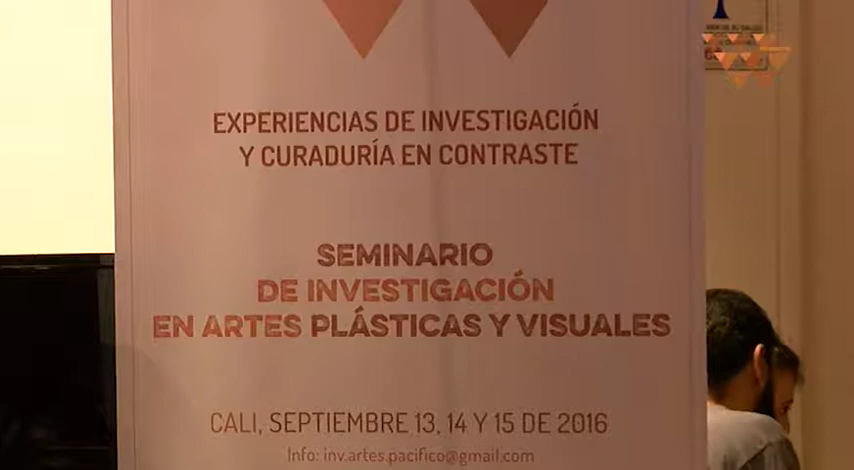 EXPERIENCIAS DE INVESTIGACIÓN
Y CURADURÍA EN CONTRASTE
SEMINARIO
DE INVESTIGACIÓN
EN ARTES PLÁSTICAS Y VISUALES
CALI, SEPTIEMBRE 13, 14 Y 15 DE 2016
Info: inv.artes.pacifico@gmail.com